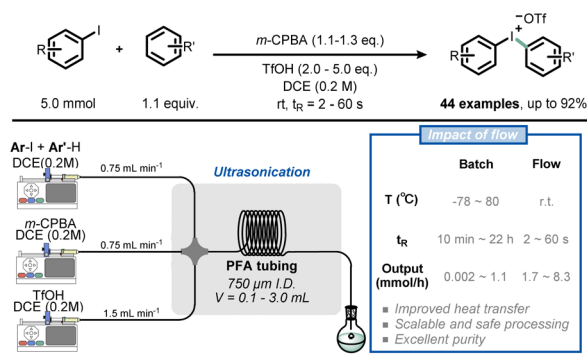 R
I
+
R'
m-CPBA (1.1-1.3 eq.)
TfOH (2.0 - 5.0 eq.)
DCE (0.2 M)
rt, tR = 2 - 60 s
−OTf
+
R
I
R'
5.0 mmol
1.1 equiv.
44 examples, up to 92%
Ar-I + Ar'-H
DCE(0.2M)
0.75 mL min-1
m-CPBA
DCE (0.2M)
0.75 mL min-1
TfOH
DCE (0.2M)
1.5 mL min-1
Ultrasonication
PFA tubing
750 μm I.D.
V = 0.1 - 3.0 mL
Impact of flow
Batch Flow
T (°C) -78 ~ 80 r.t.
tR 10 min ~ 22 h 2 ~ 60 s
Output
(mmol/h) 0.002 ~ 1.1 1.7 ~ 8.3
■ Improved heat transfer
■ Scalable and safe processing
■ Excellent purity